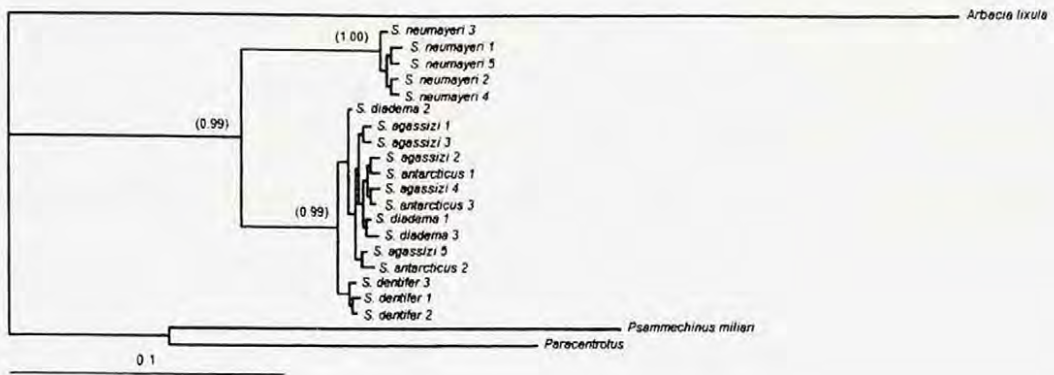 Arbacia lixula
S. neumayeri 3
(1.00)
S. neumayeri 1
S. neumayeri 5
S. neumayeri 2
S. neumayeri 4
S. diadema 2
(0.99)
S. agassizi 1
S. agassizi 3
S. agassizi 2
S. antarcticus 1
S. agassizi 4
S. antarcticus 3
(0.99)
S. diadema 1
S. diadema 3
S. agassizi 5
S. antarcticus 2
S. dentifer 3
S. dentifer 1
S. dentifer 2
Psammechinus miliari
Paracentrotus
0.1